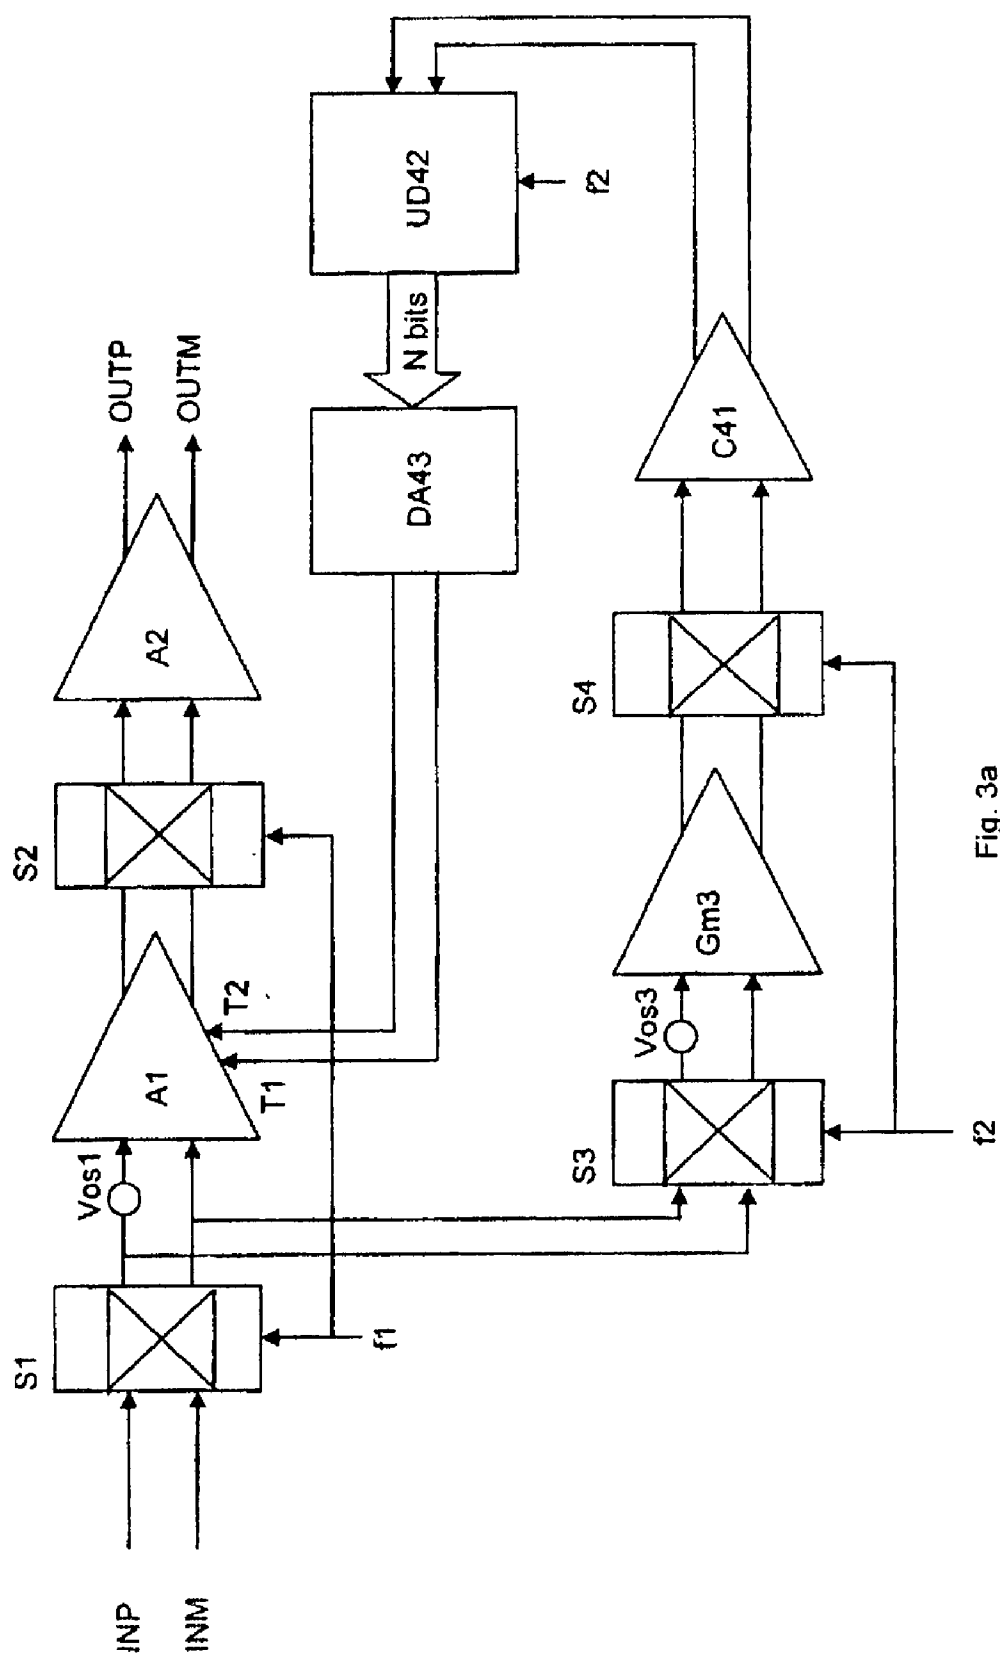 S1
S2
INP
INM
Vos1
A1
T1
T2
A2
OUTP
OUTM
f1
DA43
N bits
UD42
f2
S3
S4
Vos3
Gm3
C41
f2
Fig. 3a